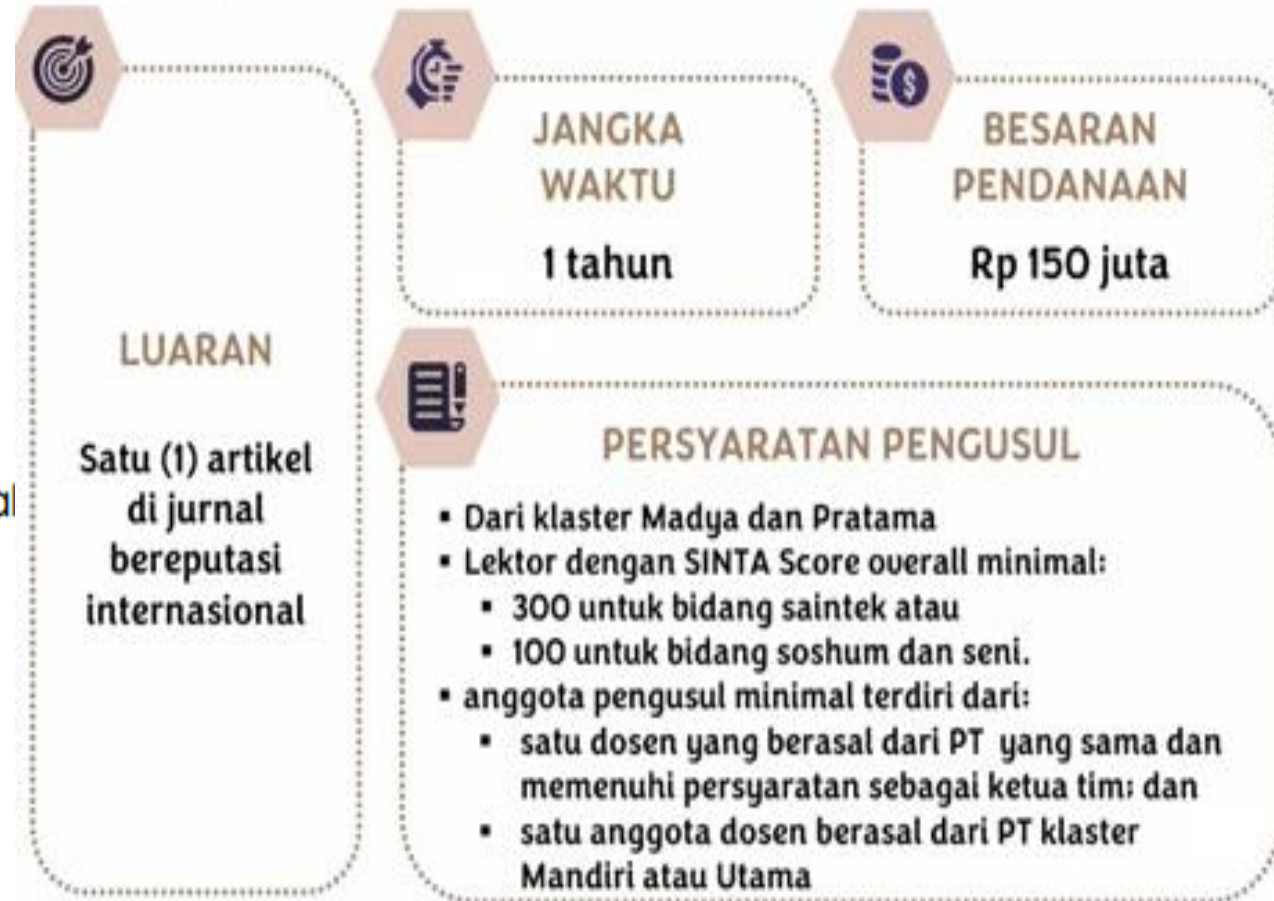 LUARAN
Satu (1) artikel
di jurnal
bereputasi
internasional
JANGKA
WAKTU
1 tahun
BESARAN
PENDANAAN
Rp 150 juta
PERSYARATAN PENGUSUL
▪ Dari klaster Madya dan Pratama
▪ Lektor dengan SINTA Score overall minimal:
▪ 300 untuk bidang saintek atau
▪ 100 untuk bidang soshum dan seni.
▪ anggota pengusul minimal terdiri dari:
▪ satu dosen yang berasal dari PT yang sama dan
memenuhi persyaratan sebagai ketua tim; dan
▪ satu anggota dosen berasal dari PT klaster
Mandiri atau Utama